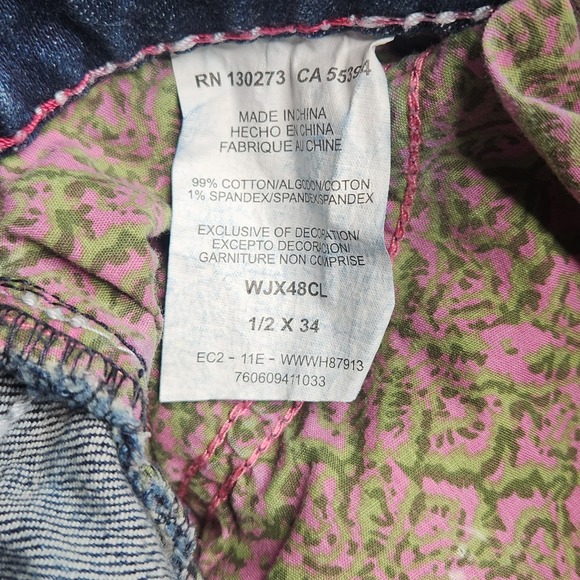 RN 130273 CA 55394
MADE IN CHINA
HECHO EN CHINA
FABRIQUE AU CHINE
99% COTTON/ALGODON/COTON
1% SPANDEX/SPANDEX/SPANDEX
EXCLUSIVE OF DECORATION/
EXCEPTO DECORICION/
GARNITURE NON COMPRISE
WJX48CL
1/2 X 34
EC2 - 11E - WWWH87913
760609411033